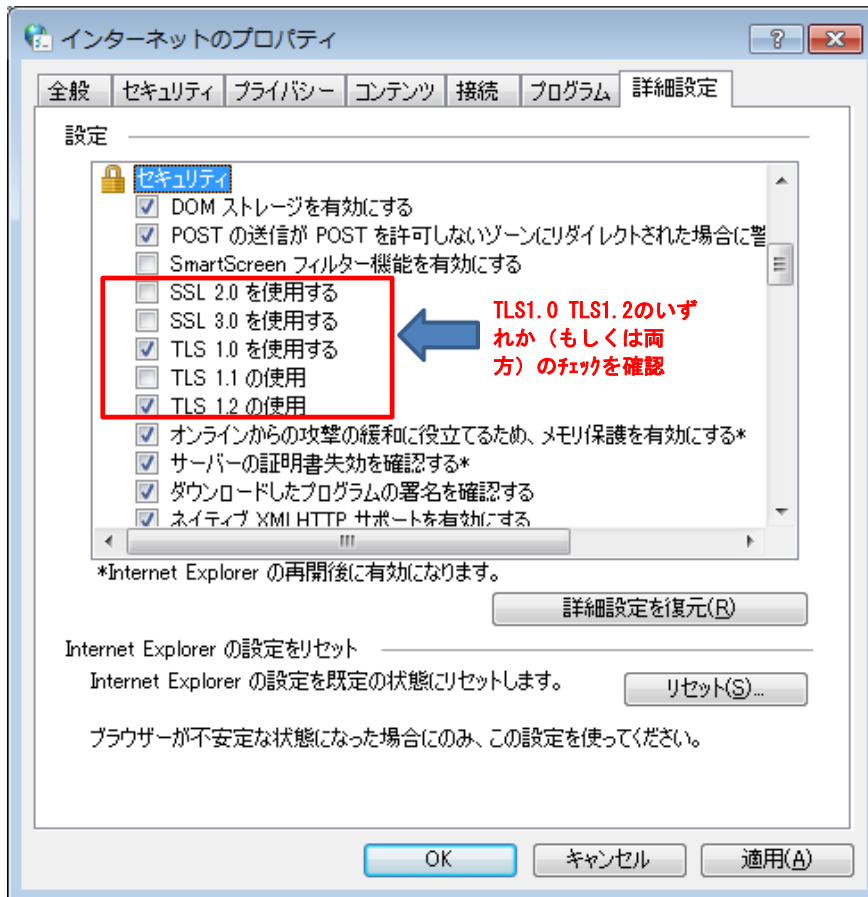 インターネットのプロパティ
全般 セキュリティ プライバシー コンテンツ 接続 プログラム 詳細設定
設定
セキュリティ
DOM ストレージを有効にする
POST の送信が POST を許可しないゾーンにリダイレクトされた場合に警
SmartScreen フィルター機能を有効にする
SSL 2.0 を使用する
SSL 3.0 を使用する
TLS 1.0 を使用する
TLS 1.1 の使用
TLS 1.2 の使用
TLS1.0 TLS1.2のいず
れか（もしくは両
方）のﾁｪｯｸを確認
オンラインからの攻撃の緩和に役立てるため、メモリ保護を有効にする*
サーバーの証明書失効を確認する*
ダウンロードしたプログラムの署名を確認する
ネイティブ XMLHTTP サポートを有効にする
*Internet Explorer の再開後に有効になります。
詳細設定を復元(R)
Internet Explorer の設定をリセット
Internet Explorer の設定を既定の状態にリセットします。
リセット(S)...
ブラウザーが不安定な状態になった場合にのみ、この設定を使ってください。
OK キャンセル 適用(A)